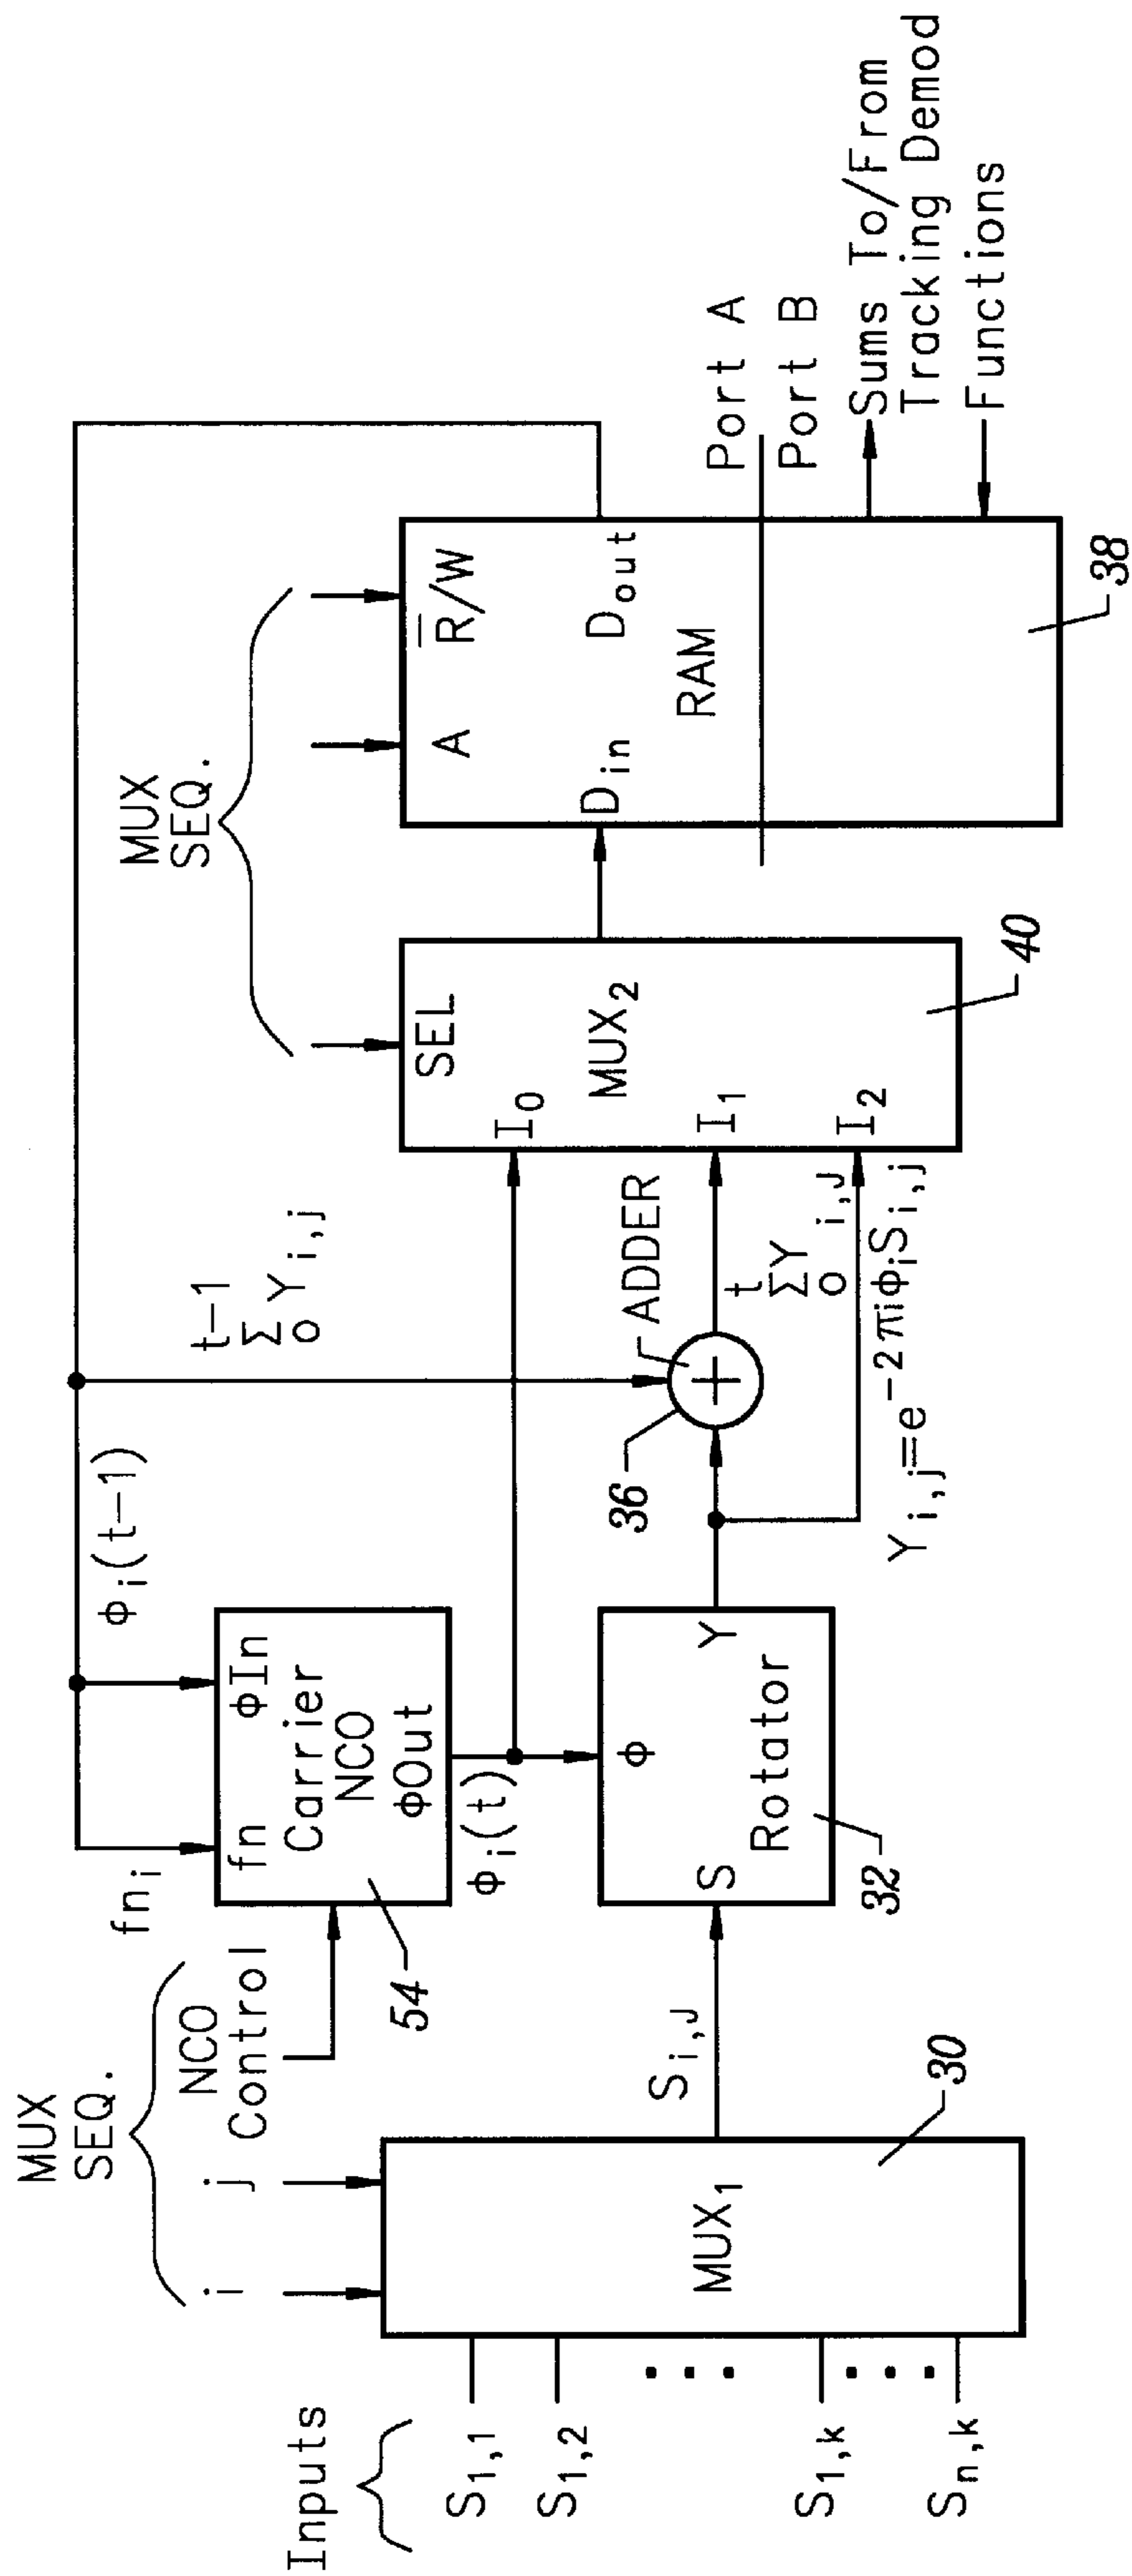 Inputs
S1,1
S1,2
S1,k
Sn,k
MUX
SEQ.
i
j
NCO
Control
MUX1
30
Si,J
fni
ϕi(t−1)
fn
ϕIn
Carrier
NCO
ϕOut
54
ϕi(t)
ϕ
S
Y
Rotator
32
t−1
Σ Yi,j
o
36
ADDER
t
ΣY
o i,J
Yi,j=e−2πiϕiSi,j
MUX
SEQ.
SEL
I0
MUX2
I1
I2
40
A
R̅/W
Din
Dout
RAM
Port A
Port B
Sums To/From
Tracking Demod
Functions
38